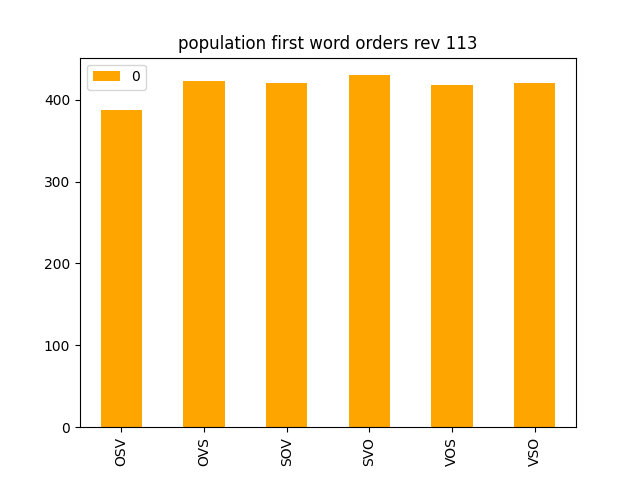 population first word orders rev 113
0
400
300
200
100
0
OSV
OVS
SOV
SVO
VOS
VSO